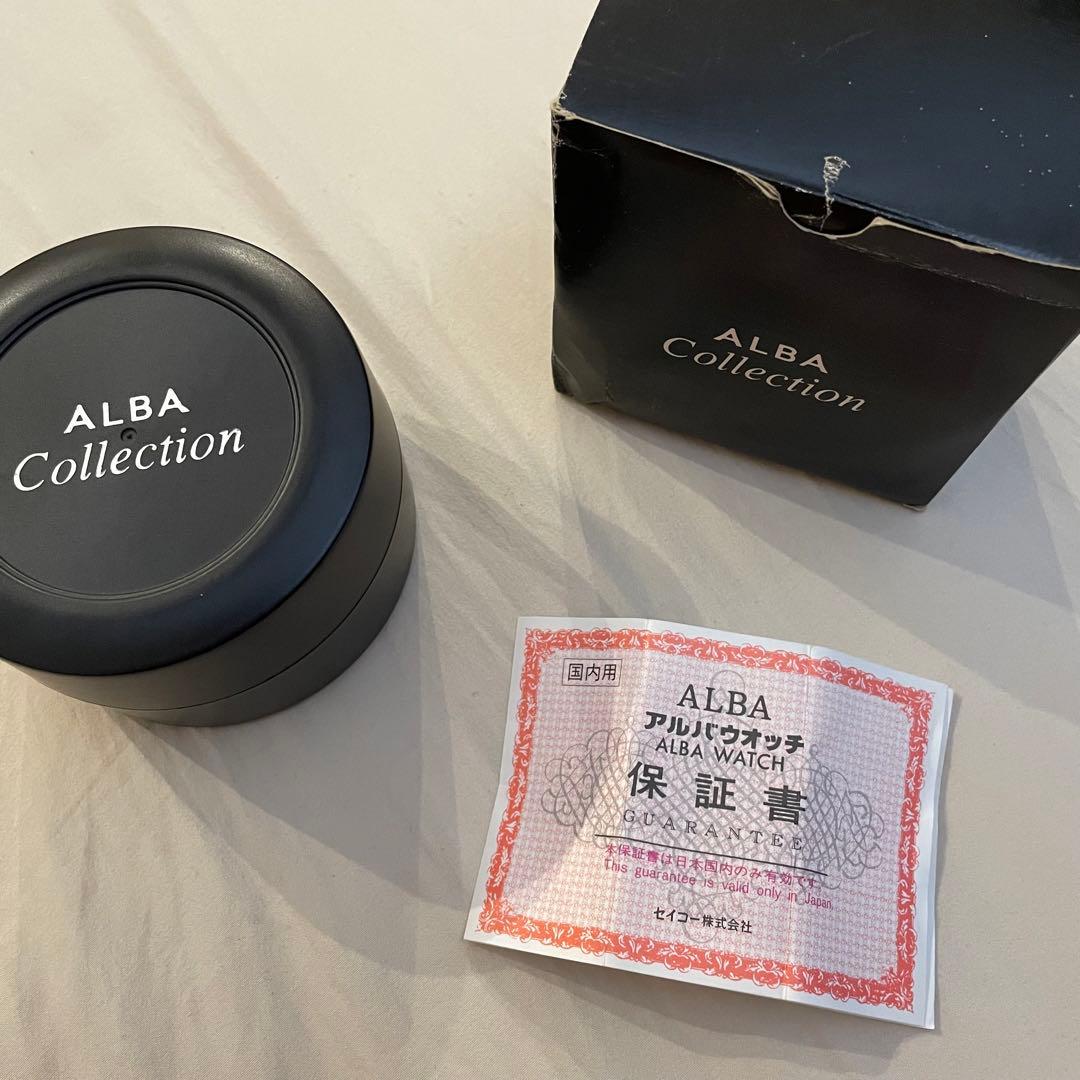 ALBA
Collection
ALBA
Collection
国内用
ALBA
アルバウオッチ
ALBA WATCH
保証書
GUARANTEE
本保証書は日本国内のみ有効です
This guarantee is valid only in Japan.
セイコー株式会社